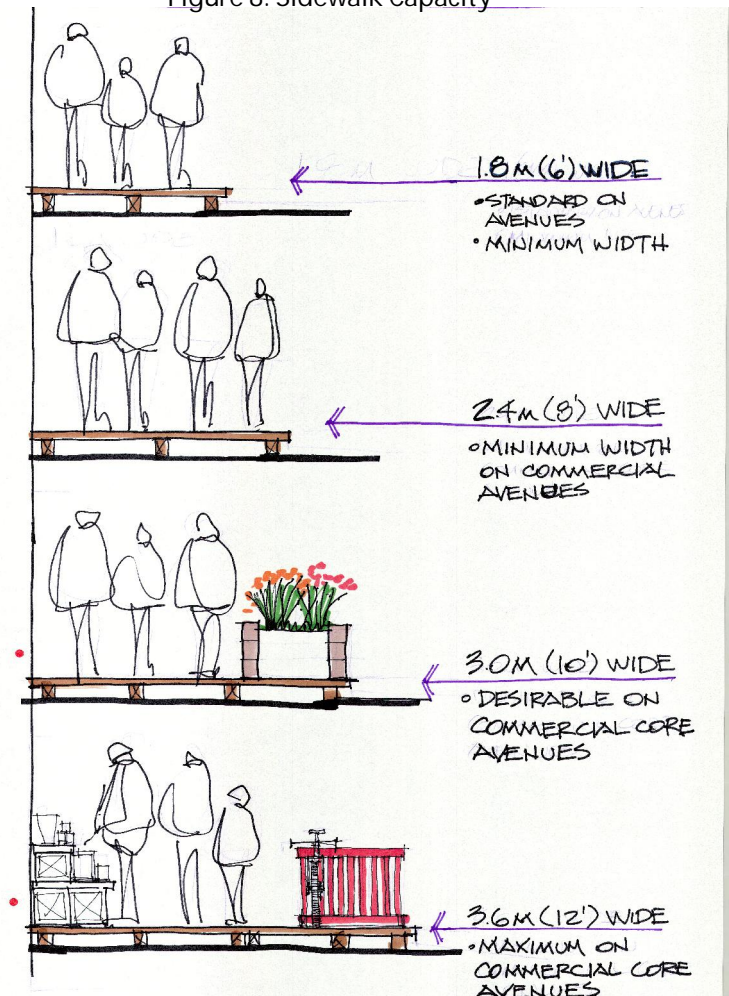 Figure 8: Sidewalk Capacity
1.8M (6') WIDE
•STANDARD ON
AVENUES
•MINIMUM WIDTH
2.4M (8') WIDE
•MINIMUM WIDTH
ON COMMERCIAL
AVENUES
3.0M (10') WIDE
•DESIRABLE ON
COMMERCIAL CORE
AVENUES
3.6M (12') WIDE
•MAXIMUM ON
COMMERCIAL CORE
AVENUES